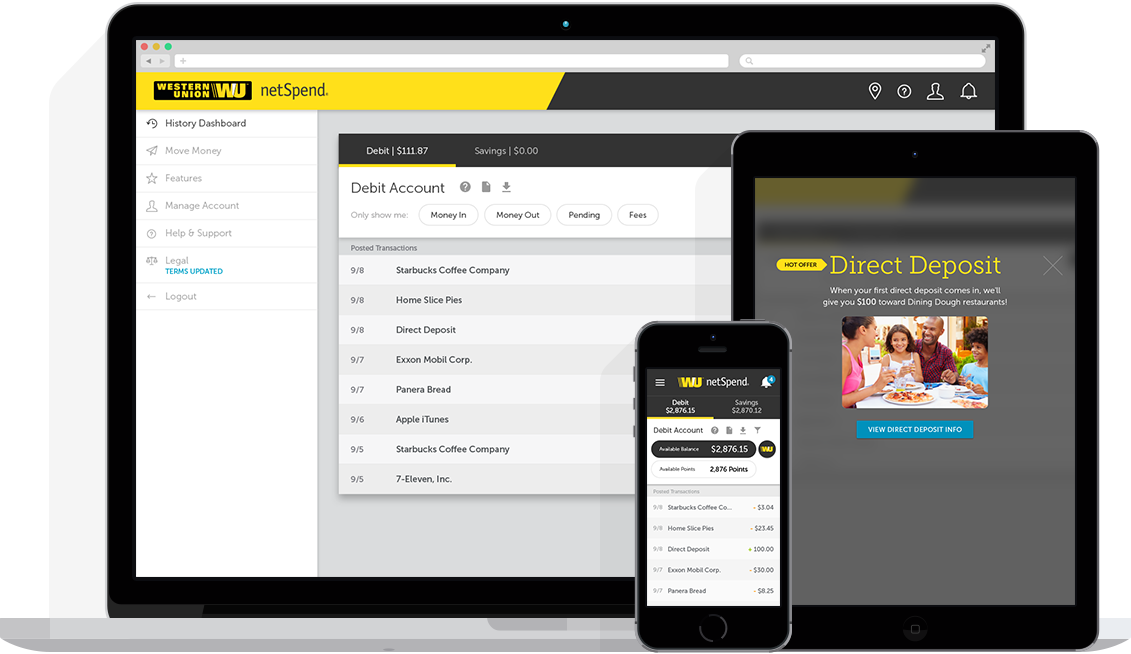 WESTERN UNION WU netSpend.
History Dashboard
Move Money
Features
Manage Account
Help & Support
Legal
TERMS UPDATED
Logout
Debit | $111.87 Savings | $0.00
Debit Account
Only show me: Money In Money Out Pending Fees
Posted Transactions
9/8 Starbucks Coffee Company
9/8 Home Slice Pies
9/8 Direct Deposit
9/7 Exxon Mobil Corp.
9/7 Panera Bread
9/6 Apple iTunes
9/5 Starbucks Coffee Company
9/5 7-Eleven, Inc.
HOT OFFER Direct Deposit
When your first direct deposit comes in, we'll
give you $100 toward Dining Dough restaurants!
VIEW DIRECT DEPOSIT INFO
WU netSpend. 4
Debit Savings
$2,876.15 $2,870.12
Debit Account
Available Balance $2,876.15 WU
Available Points 2,876 Points
Posted Transactions
9/8 Starbucks Coffee Co... - $3.04
9/8 Home Slice Pies - $23.45
9/8 Direct Deposit + 100.00
9/7 Exxon Mobil Corp. - $30.00
9/7 Panera Bread - $8.25